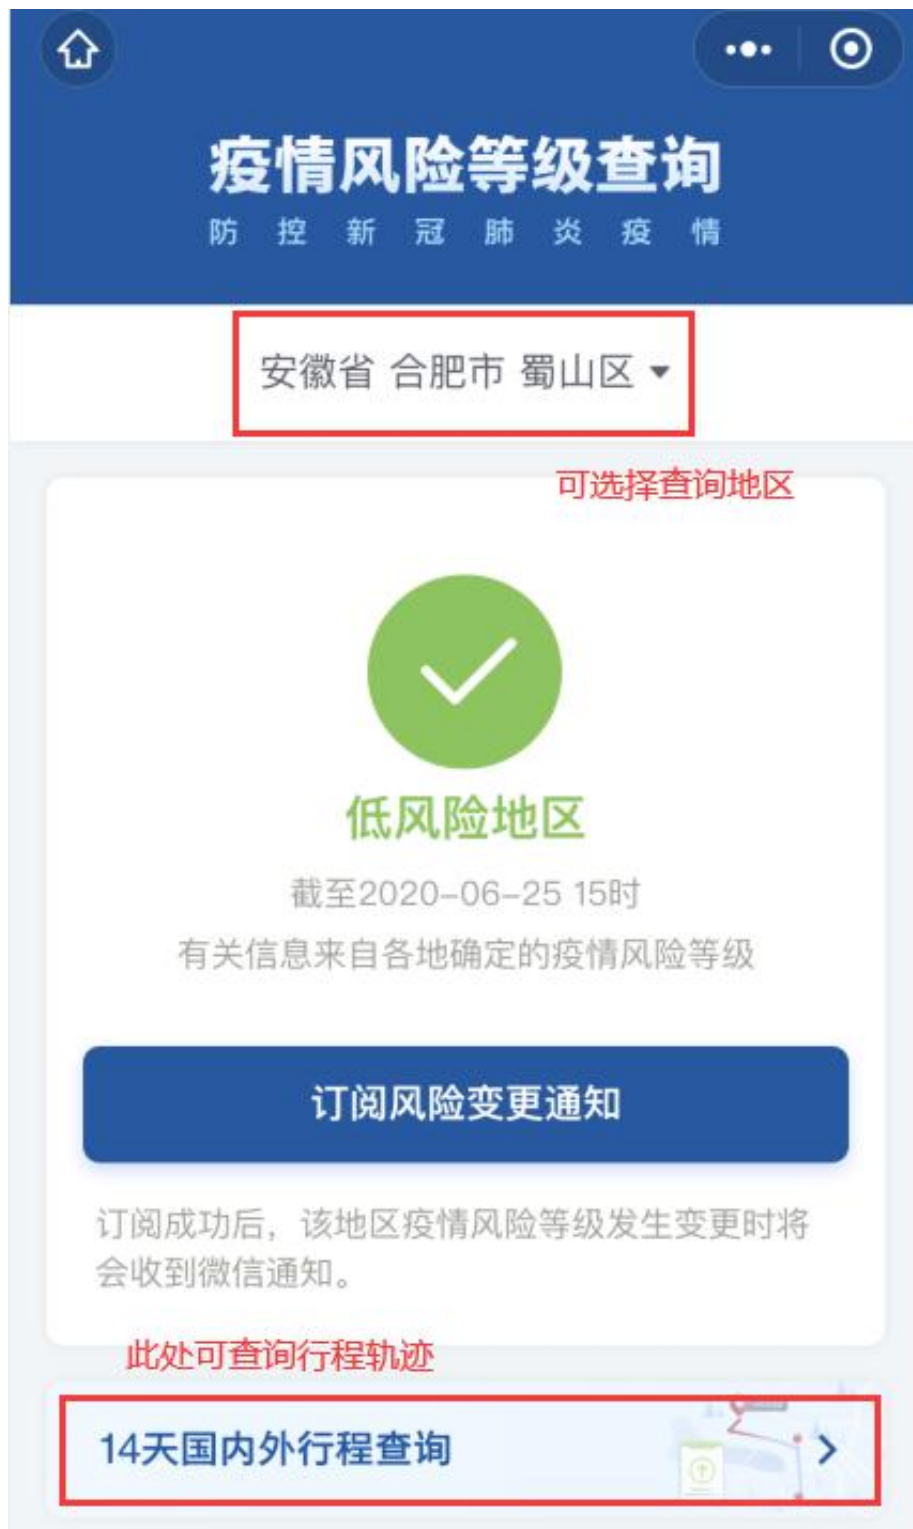 疫情风险等级查询
防控新冠肺炎疫情
安徽省 合肥市 蜀山区
可选择查询地区
低风险地区
截至2020-06-25 15时
有关信息来自各地确定的疫情风险等级
订阅风险变更通知
订阅成功后，该地区疫情风险等级发生变更时将
会收到微信通知。
此处可查询行程轨迹
14天国内外行程查询